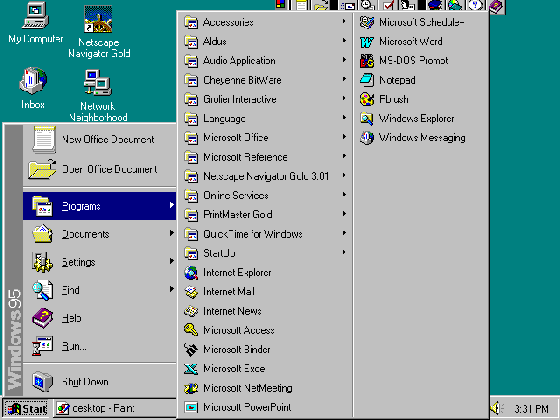 My Computer
Netscape
Navigator Gold
Inbox
Network
Neighborhood
New Office Document
Open Office Document
Programs
Documents
Settings
Find
Help
Run...
Shut Down
Windows95
Accessories
Aldus
Audio Application
Cheyenne BitWare
Grolier Interactive
Language
Microsoft Office
Microsoft Reference
Netscape Navigator Gold 3.01
Online Services
PrintMaster Gold
QuickTime for Windows
StartUp
Internet Explorer
Internet Mail
Internet News
Microsoft Access
Microsoft Binder
Microsoft Excel
Microsoft NetMeeting
Microsoft PowerPoint
Microsoft Schedule+
Microsoft Word
MS-DOS Prompt
Notepad
Pbrush
Windows Explorer
Windows Messaging
Start
desktop - Paint
3:31 PM